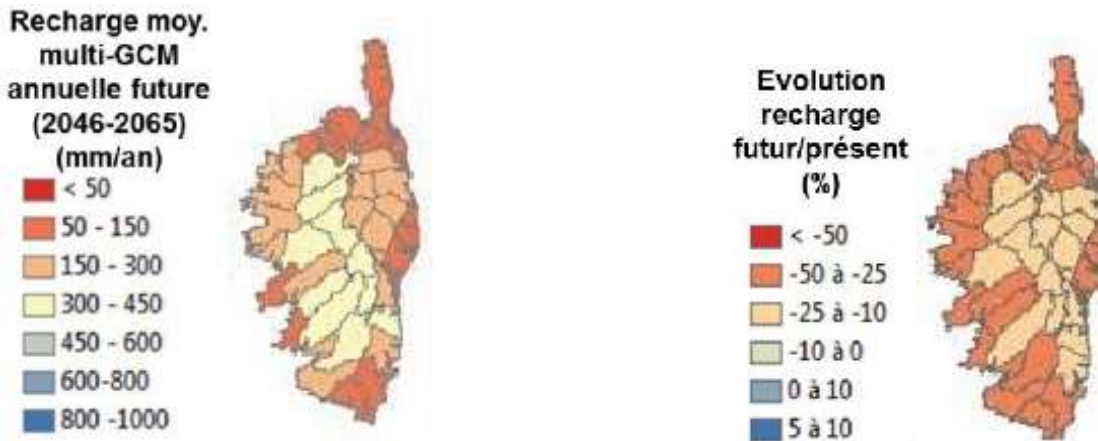 Recharge moy.
multi-GCM
annuelle future
(2046-2065)
(mm/an)
< 50
50 - 150
150 - 300
300 - 450
450 - 600
600-800
800 -1000
Evolution
recharge
futur/présent
(%)
< -50
-50 à -25
-25 à -10
-10 à 0
0 à 10
5 à 10